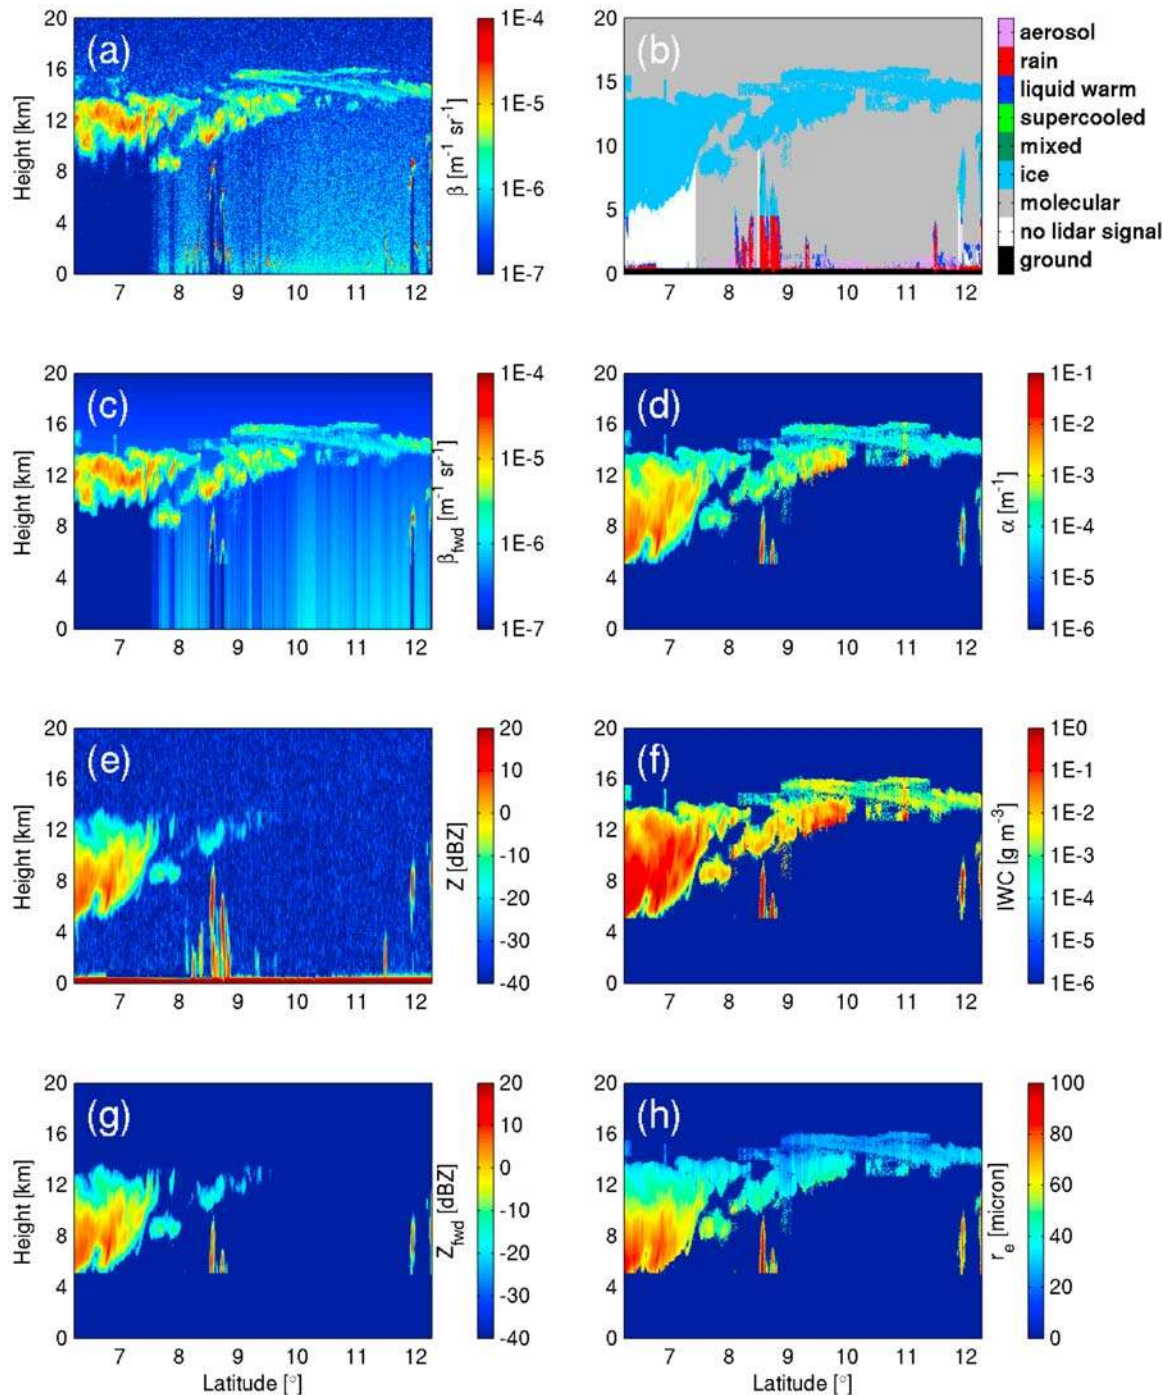 (a)
20
16
12
8
4
0
Height [km]
7 8 9 10 11 12
1E-4
1E-5
1E-6
1E-7
β [m⁻¹ sr⁻¹]
(b)
20
15
10
5
0
7 8 9 10 11 12
aerosol
rain
liquid warm
supercooled
mixed
ice
molecular
no lidar signal
ground
(c)
20
16
12
8
4
0
Height [km]
7 8 9 10 11 12
1E-4
1E-5
1E-6
1E-7
β_fwd [m⁻¹ sr⁻¹]
(d)
20
16
12
8
4
0
7 8 9 10 11 12
1E-1
1E-2
1E-3
1E-4
1E-5
1E-6
α [m⁻¹]
(e)
20
16
12
8
4
0
Height [km]
7 8 9 10 11 12
20
10
-0
-10
-20
-30
-40
Z [dBZ]
(f)
20
16
12
8
4
0
7 8 9 10 11 12
1E0
1E-1
1E-2
1E-3
1E-4
1E-5
1E-6
IWC [g m⁻³]
(g)
20
16
12
8
4
0
Height [km]
7 8 9 10 11 12
Latitude [°]
20
10
-0
-10
-20
-30
-40
Z_fwd [dBZ]
(h)
20
16
12
8
4
0
7 8 9 10 11 12
Latitude [°]
100
80
60
40
20
0
r_e [micron]